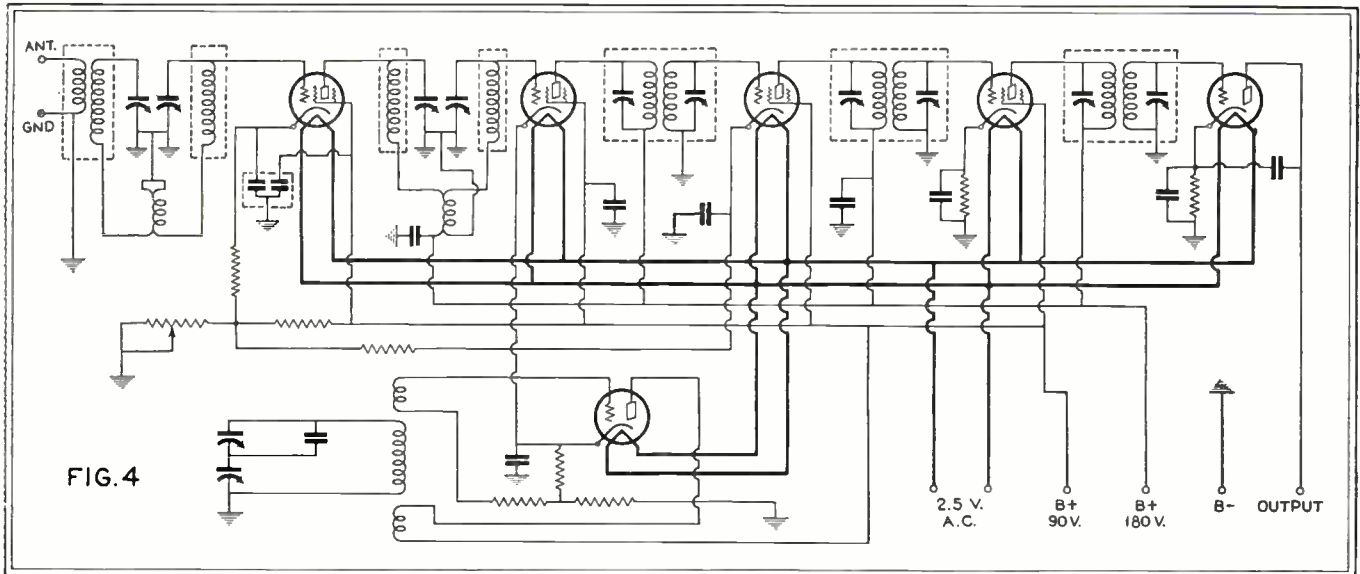 ANT.
GND
FIG. 4
2.5 V.
A.C.
B+
90 V.
B+
180 V.
B-
OUTPUT